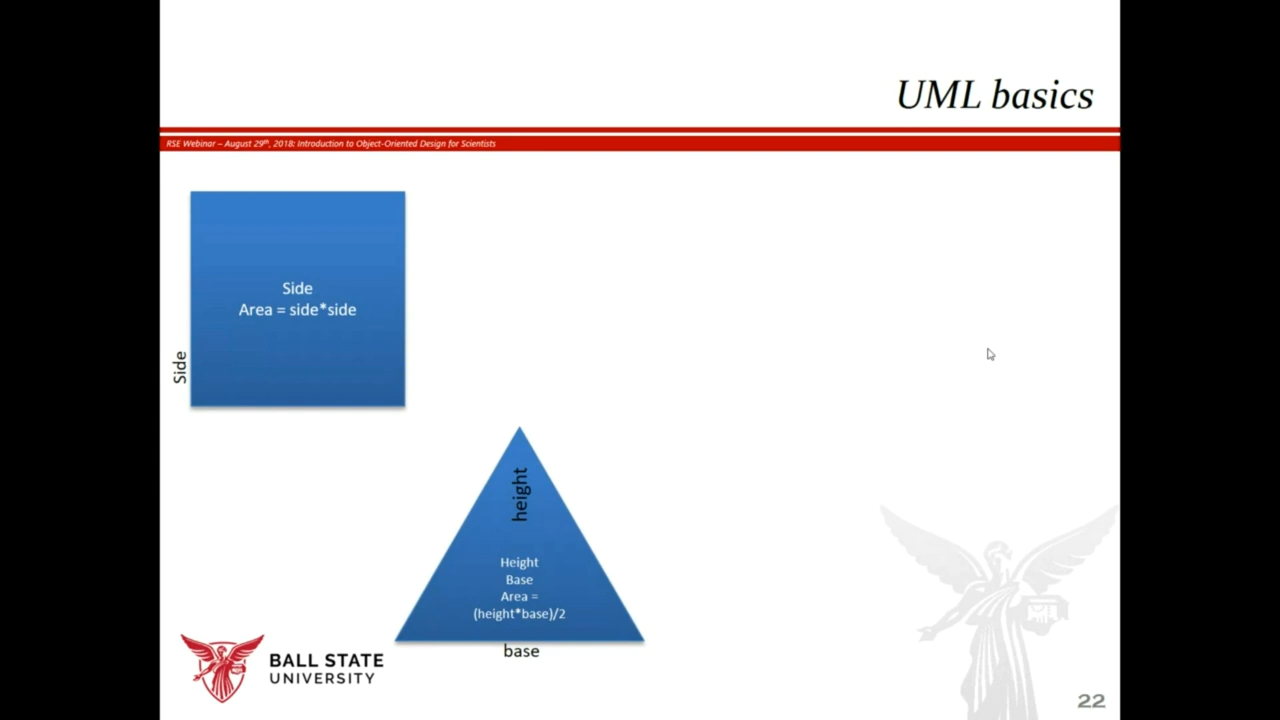 UML basics
RSE Webinar – August 29th, 2018: Introduction to Object-Oriented Design for Scientists
Side
Area = side*side
Side
height
Height
Base
Area =
(height*base)/2
base
BALL STATE
UNIVERSITY
22